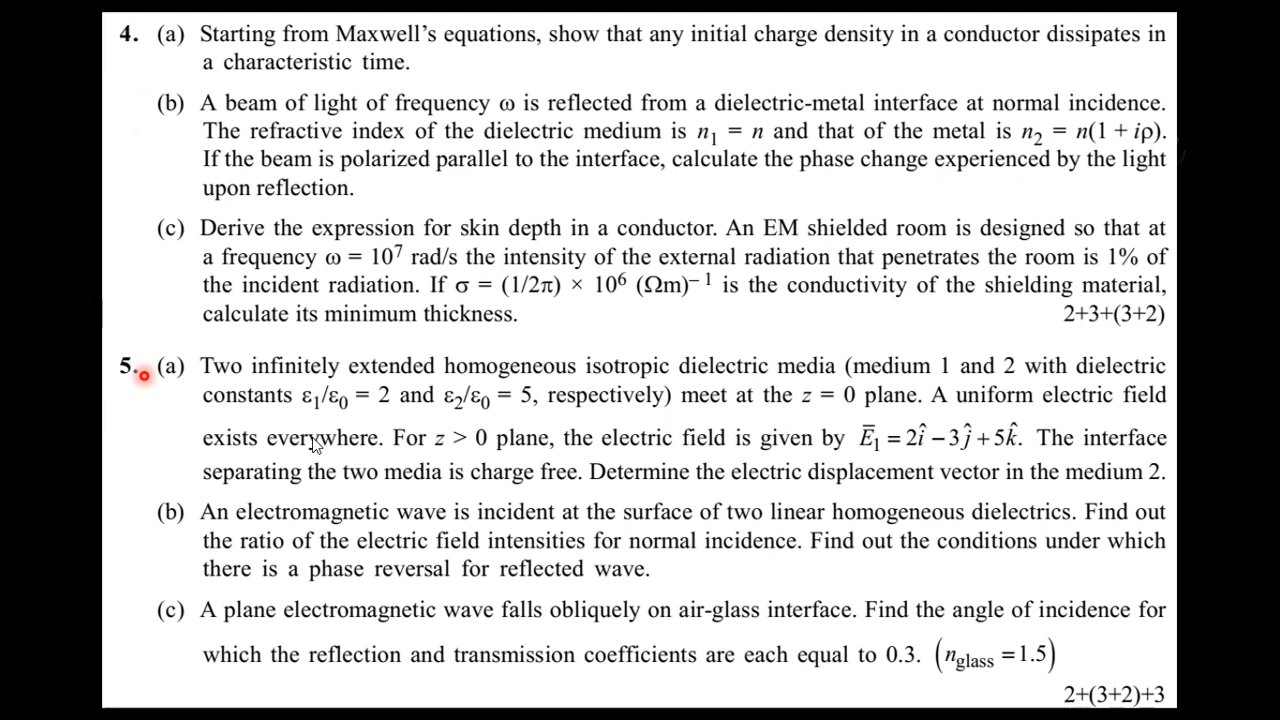 4. (a) Starting from Maxwell's equations, show that any initial charge density in a conductor dissipates in
a characteristic time.
(b) A beam of light of frequency ω is reflected from a dielectric-metal interface at normal incidence.
The refractive index of the dielectric medium is n₁ = n and that of the metal is n₂ = n(1 + iρ).
If the beam is polarized parallel to the interface, calculate the phase change experienced by the light
upon reflection.
(c) Derive the expression for skin depth in a conductor. An EM shielded room is designed so that at
a frequency ω = 10⁷ rad/s the intensity of the external radiation that penetrates the room is 1% of
the incident radiation. If σ = (1/2π) × 10⁶ (Ωm)⁻¹ is the conductivity of the shielding material,
calculate its minimum thickness. 2+3+(3+2)
5. (a) Two infinitely extended homogeneous isotropic dielectric media (medium 1 and 2 with dielectric
constants ε₁/ε₀ = 2 and ε₂/ε₀ = 5, respectively) meet at the z = 0 plane. A uniform electric field
exists everywhere. For z > 0 plane, the electric field is given by E̅₁ = 2î − 3ĵ + 5k̂. The interface
separating the two media is charge free. Determine the electric displacement vector in the medium 2.
(b) An electromagnetic wave is incident at the surface of two linear homogeneous dielectrics. Find out
the ratio of the electric field intensities for normal incidence. Find out the conditions under which
there is a phase reversal for reflected wave.
(c) A plane electromagnetic wave falls obliquely on air-glass interface. Find the angle of incidence for
which the reflection and transmission coefficients are each equal to 0.3. (n_glass = 1.5)
2+(3+2)+3